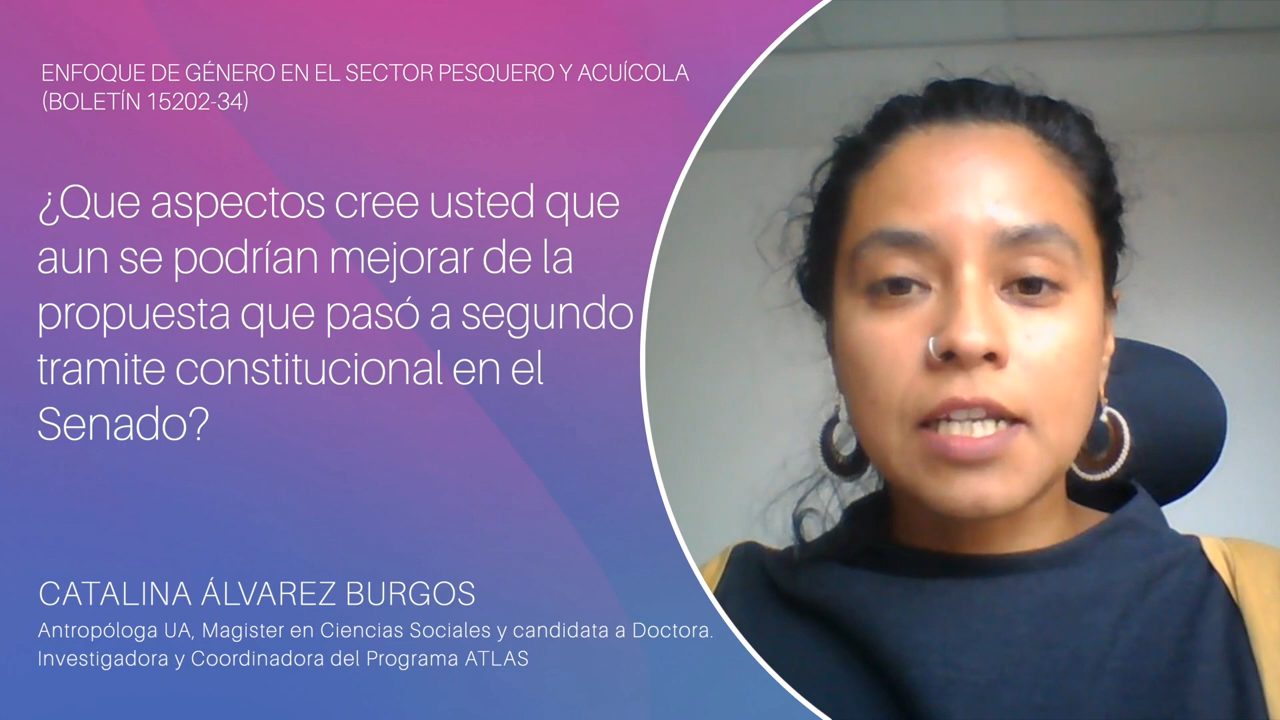 ENFOQUE DE GÉNERO EN EL SECTOR PESQUERO Y ACUÍCOLA
(BOLETÍN 15202-34)
¿Que aspectos cree usted que
aun se podrían mejorar de la
propuesta que pasó a segundo
tramite constitucional en el
Senado?
CATALINA ÁLVAREZ BURGOS
Antropóloga UA, Magister en Ciencias Sociales y candidata a Doctora.
Investigadora y Coordinadora del Programa ATLAS